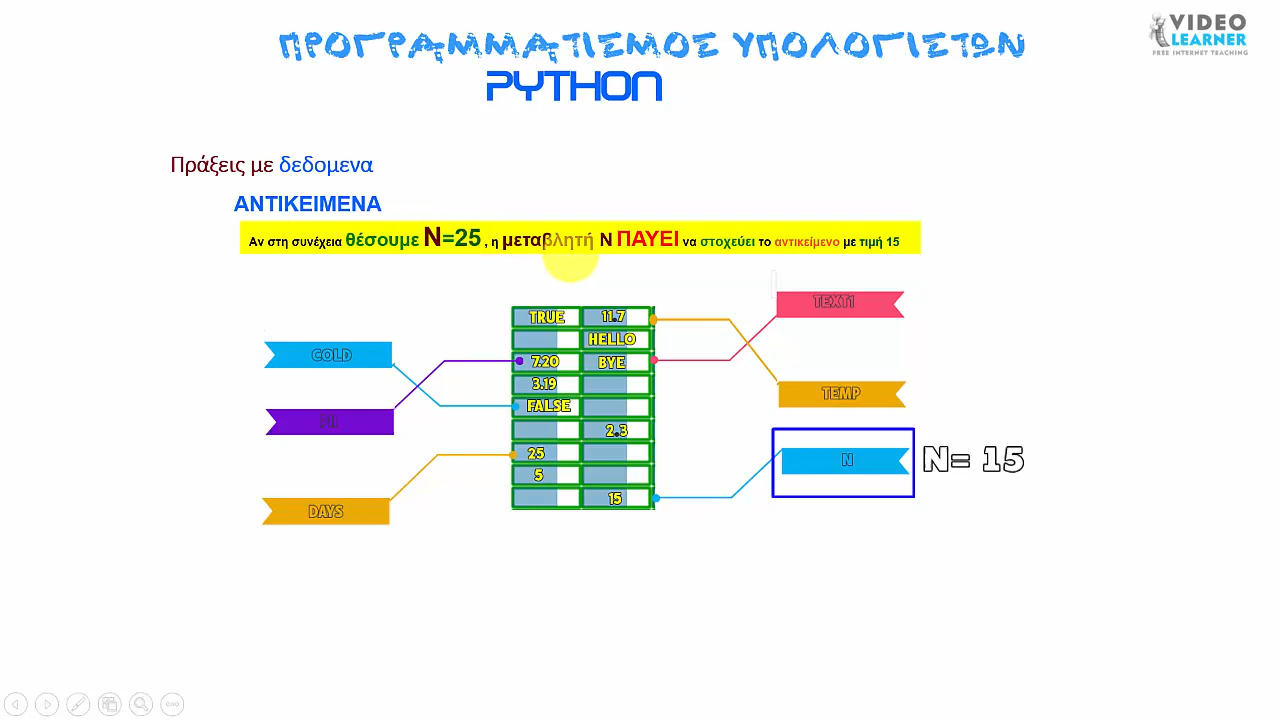 ΠΡΟΓΡΑΜΜΑΤΙΣΜΟΣ ΥΠΟΛΟΓΙΣΤΩΝ
PYTHON
VIDEO
LEARNER
FREE INTERNET TEACHING
Πράξεις με δεδομενα
ΑΝΤΙΚΕΙΜΕΝΑ
Αν στη συνέχεια θέσουμε Ν=25 , η μεταβλητή Ν ΠΑΥΕΙ να στοχεύει το αντικείμενο με τιμή 15
TEXT1
TRUE 11.7
HELLO
COLD
7.20 BYE
3.19
TEMP
FALSE
2.3
25
N
N= 15
5
15
DAYS